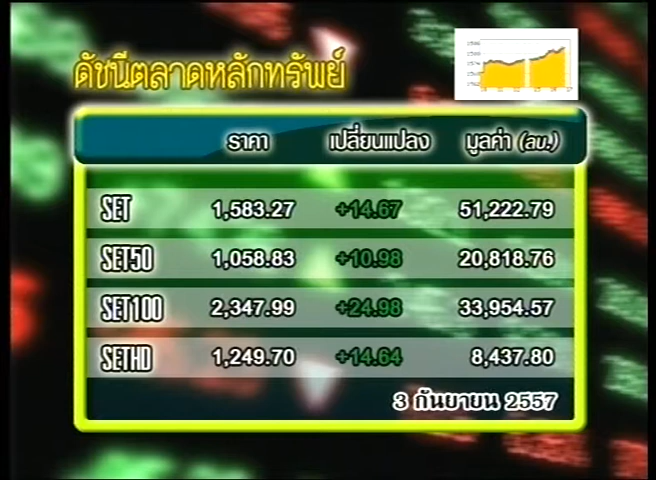 ดัชนีตลาดหลักทรัพย์
ราคา เปลี่ยนแปลง มูลค่า (ลบ.)
SET 1,583.27 +14.67 51,222.79
SET50 1,058.83 +10.98 20,818.76
SET100 2,347.99 +24.98 33,954.57
SETHD 1,249.70 +14.64 8,437.80
3 กันยายน 2557